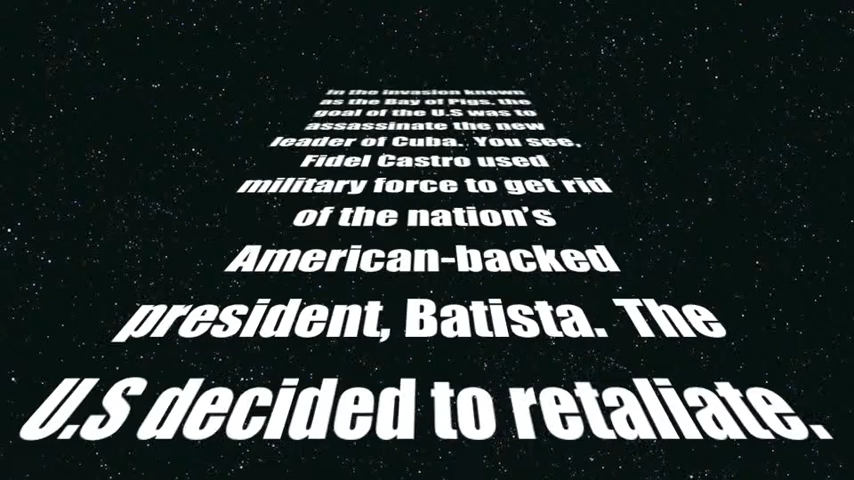 In the invasion known
as the Bay of Pigs, the
goal of the U.S was to
assassinate the new
leader of Cuba.  You see,
Fidel Castro used
military force to get rid
of the nation's
American-backed
president, Batista.  The
U.S decided to retaliate.